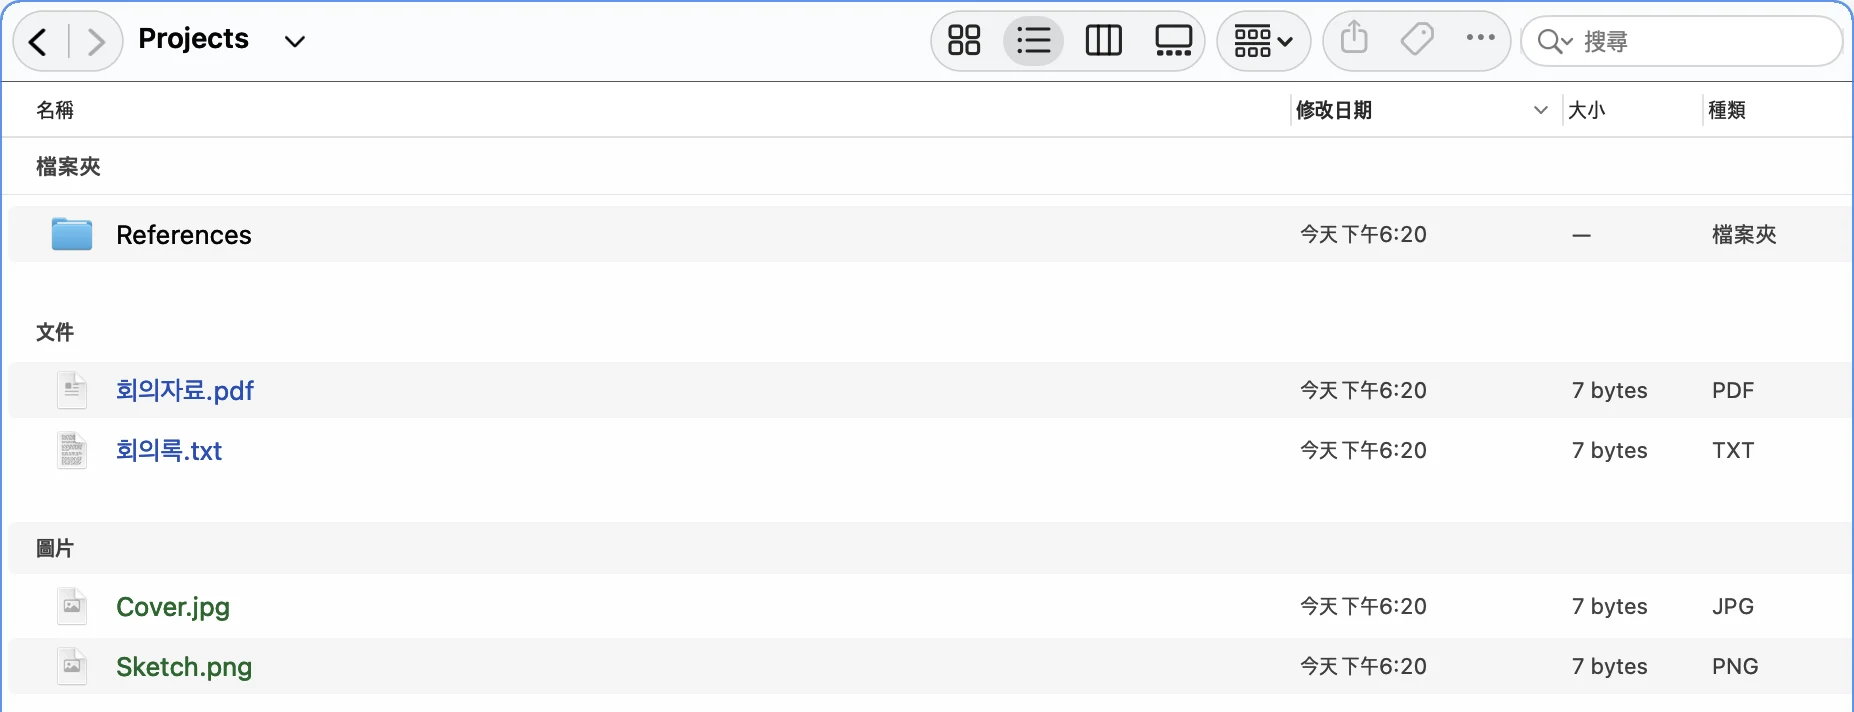 Projects
搜尋
名稱 修改日期 大小 種類
檔案夾
References 今天 下午6:20 — 檔案夾
文件
회의자료.pdf 今天 下午6:20 7 bytes PDF
회의록.txt 今天 下午6:20 7 bytes TXT
圖片
Cover.jpg 今天 下午6:20 7 bytes JPG
Sketch.png 今天 下午6:20 7 bytes PNG